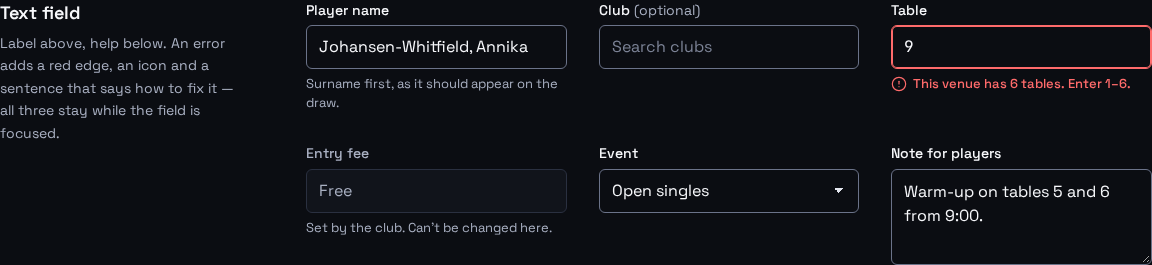 Text field
Label above, help below. An error
adds a red edge, an icon and a
sentence that says how to fix it —
all three stay while the field is
focused.
Player name
Johansen-Whitfield, Annika
Surname first, as it should appear on the
draw.
Club (optional)
Search clubs
Table
9
This venue has 6 tables. Enter 1–6.
Entry fee
Free
Set by the club. Can't be changed here.
Event
Open singles
Note for players
Warm-up on tables 5 and 6
from 9:00.